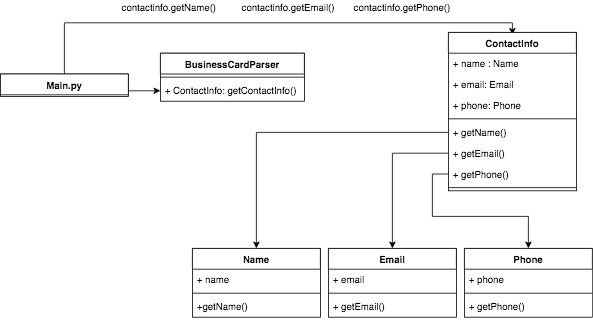 contactinfo.getName() contactinfo.getEmail() contactinfo.getPhone()
ContactInfo
+ name : Name
+ email: Email
+ phone: Phone
+ getName()
+ getEmail()
+ getPhone()
BusinessCardParser
+ ContactInfo: getContactInfo()
Main.py
Name
+ name
+getName()
Email
+ email
+ getEmail()
Phone
+ phone
+ getPhone()